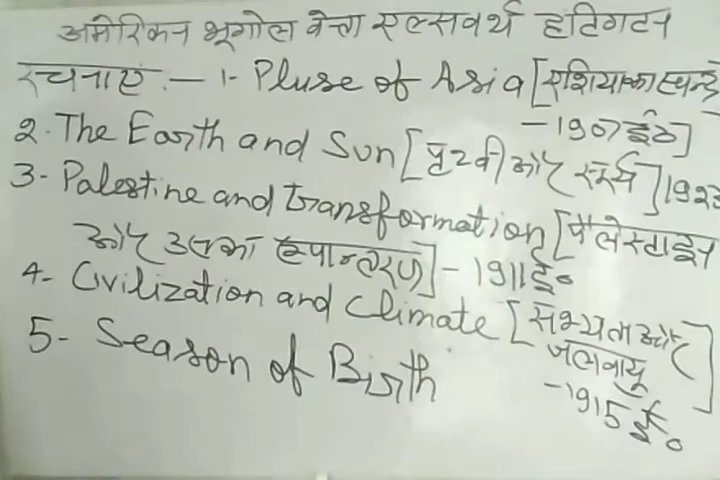 अमेरिकन भूगोल वेत्ता एल्सवर्थ हंटिगटन
रचनाएं :- 1- Pluse of Asia [एशिया का स्पन्द
- 1907 ई०]
2. The Earth and Sun [पृथ्वी और सूर्य] 1923
3- Palestine and transformation [पैलेस्टाइन
और उसका रूपान्तरण] - 1911 ई०
4- Civilization and Climate [सभ्यता और
जलवायु]
- 1915 ई०
5- Season of Birth